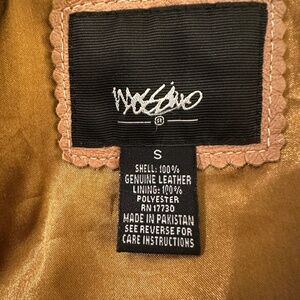 mossimo
®
S
SHELL: 100%
GENUINE LEATHER
LINING: 100%
POLYESTER
RN 17730
MADE IN PAKISTAN
SEE REVERSE FOR
CARE INSTRUCTIONS